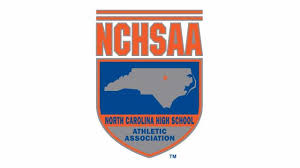 NCHSAA
NORTH CAROLINA HIGH SCHOOL
ATHLETIC
ASSOCIATION
TM